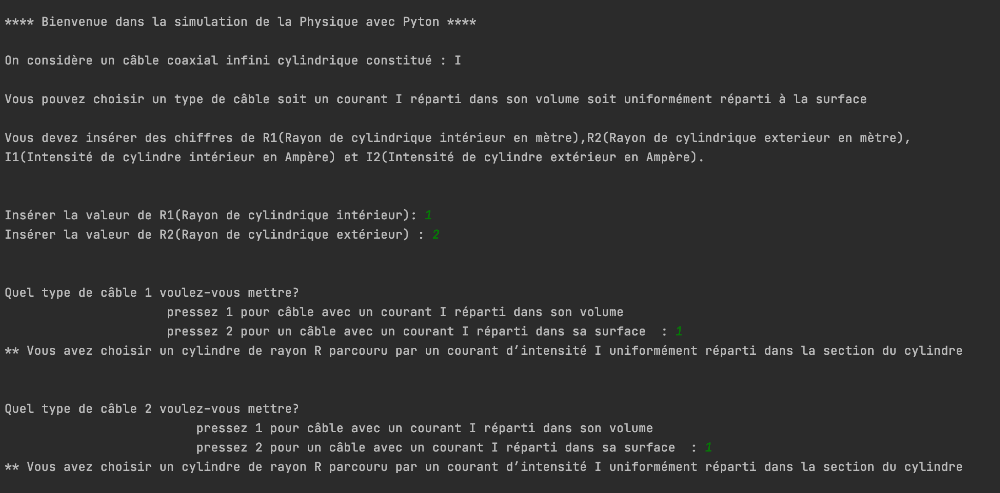 **** Bienvenue dans la simulation de la Physique avec Pyton ****
On considère un câble coaxial infini cylindrique constitué : I
Vous pouvez choisir un type de câble soit un courant I réparti dans son volume soit uniformément réparti à la surface
Vous devez insérer des chiffres de R1(Rayon de cylindrique intérieur en mètre),R2(Rayon de cylindrique exterieur en mètre),
I1(Intensité de cylindre intérieur en Ampère) et I2(Intensité de cylindre extérieur en Ampère).
Insérer la valeur de R1(Rayon de cylindrique intérieur): 1
Insérer la valeur de R2(Rayon de cylindrique extérieur) : 2
Quel type de câble 1 voulez-vous mettre?
pressez 1 pour câble avec un courant I réparti dans son volume
pressez 2 pour un câble avec un courant I réparti dans sa surface  : 1
** Vous avez choisir un cylindre de rayon R parcouru par un courant d’intensité I uniformément réparti dans la section du cylindre
Quel type de câble 2 voulez-vous mettre?
pressez 1 pour câble avec un courant I réparti dans son volume
pressez 2 pour un câble avec un courant I réparti dans sa surface  : 1
** Vous avez choisir un cylindre de rayon R parcouru par un courant d’intensité I uniformément réparti dans la section du cylindre